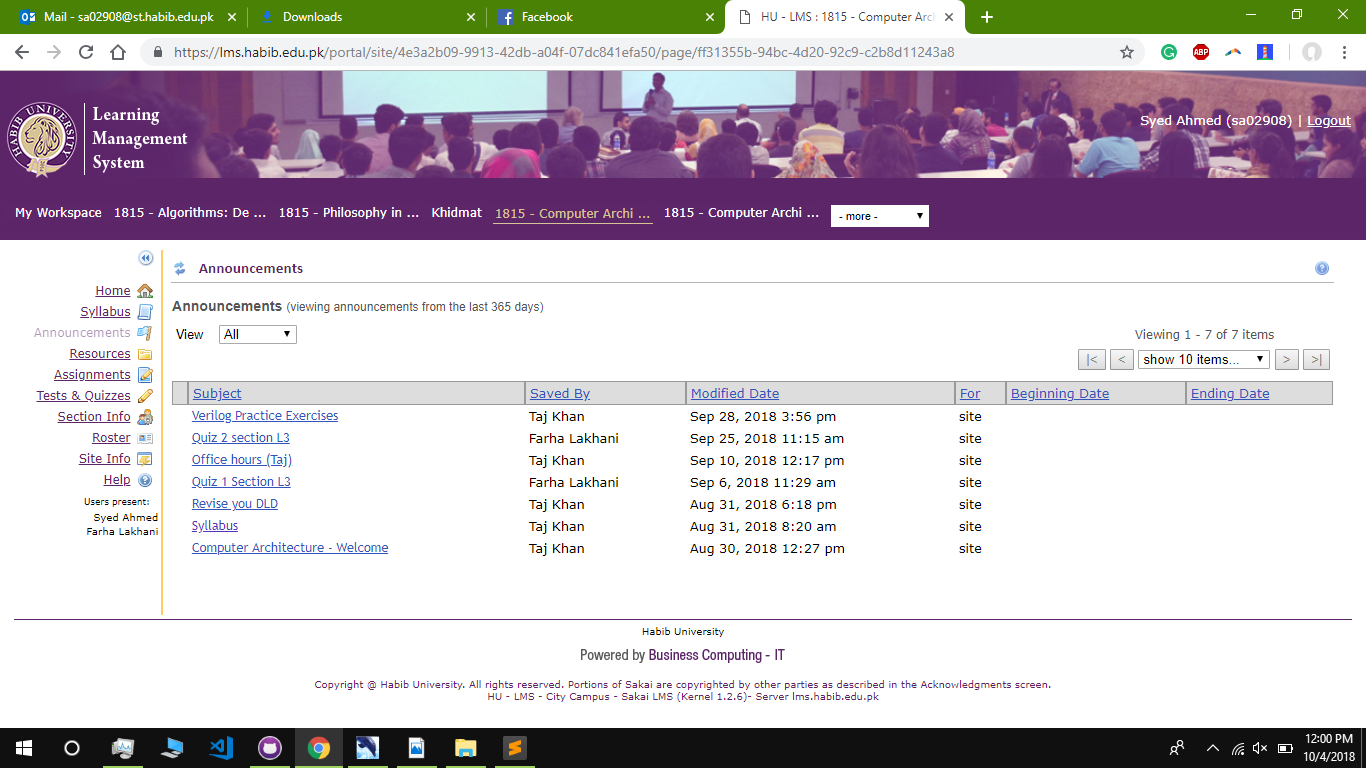 Mail - sa02908@st.habib.edu.pk
Downloads
Facebook
HU - LMS : 1815 - Computer Arc
https://lms.habib.edu.pk/portal/site/4e3a2b09-9913-42db-a04f-07dc841efa50/page/ff31355b-94bc-4d20-92c9-c2b8d11243a8
ABP
HABIB UNIVERSITY
Learning
Management
System
Syed Ahmed (sa02908) | Logout
My Workspace 1815 - Algorithms: De ... 1815 - Philosophy in ... Khidmat 1815 - Computer Archi ... 1815 - Computer Archi ... - more -
Home
Syllabus
Announcements
Resources
Assignments
Tests & Quizzes
Section Info
Roster
Site Info
Help
Users present:
Syed Ahmed
Farha Lakhani
Announcements
Announcements (viewing announcements from the last 365 days)
View All
Viewing 1 - 7 of 7 items
|< < show 10 items... > >|
Subject Saved By Modified Date For Beginning Date Ending Date
Verilog Practice Exercises Taj Khan Sep 28, 2018 3:56 pm site
Quiz 2 section L3 Farha Lakhani Sep 25, 2018 11:15 am site
Office hours (Taj) Taj Khan Sep 10, 2018 12:17 pm site
Quiz 1 Section L3 Farha Lakhani Sep 6, 2018 11:29 am site
Revise you DLD Taj Khan Aug 31, 2018 6:18 pm site
Syllabus Taj Khan Aug 31, 2018 8:20 am site
Computer Architecture - Welcome Taj Khan Aug 30, 2018 12:27 pm site
Habib University
Powered by Business Computing - IT
Copyright @ Habib University. All rights reserved. Portions of Sakai are copyrighted by other parties as described in the Acknowledgments screen.
HU - LMS - City Campus - Sakai LMS (Kernel 1.2.6)- Server lms.habib.edu.pk
12:00 PM
10/4/2018